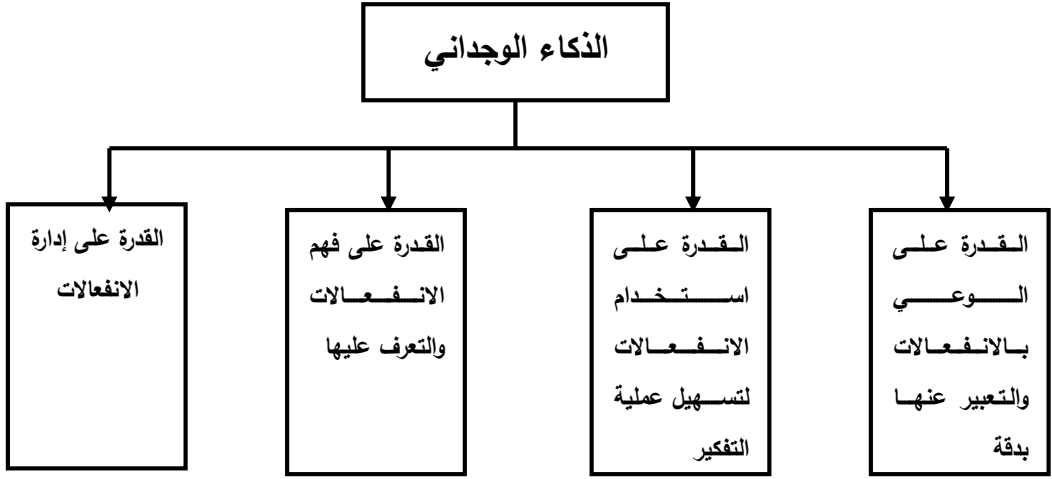 الذكاء الوجداني
القدرة على
الوعي
بالانفعالات
والتعبير عنها
بدقة
القدرة على
استخدام
الانفعالات
لتسهيل عملية
التفكير
القدرة على فهم
الانفعالات
والتعرف عليها
القدرة على إدارة
الانفعالات